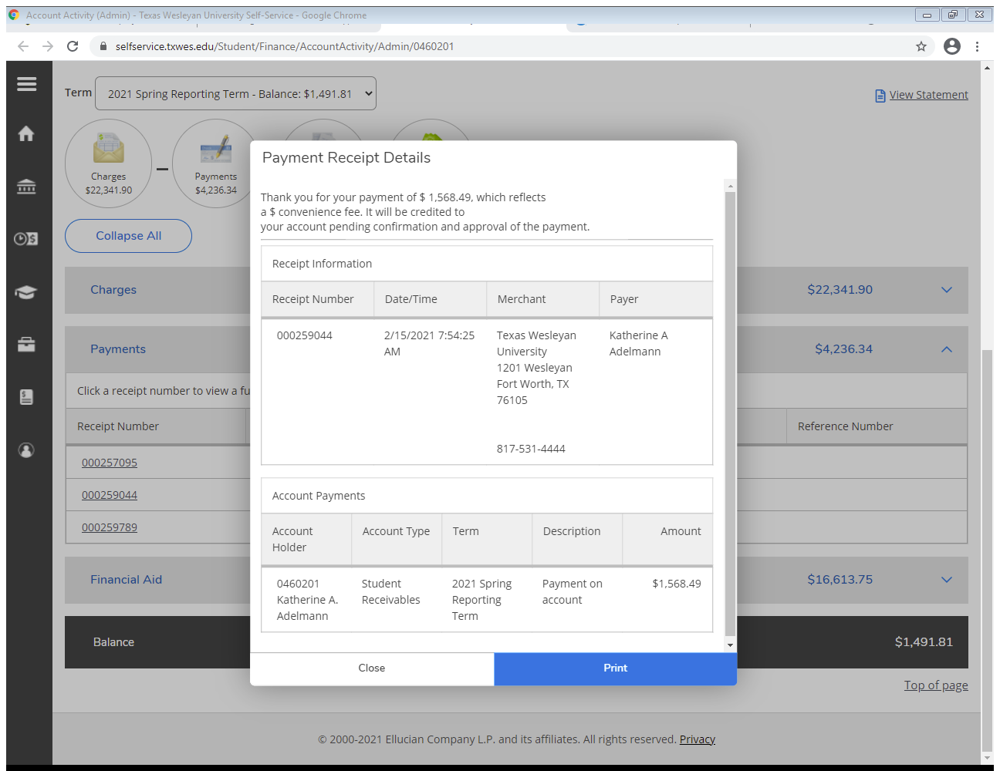 Account Activity (Admin) - Texas Wesleyan University Self-Service - Google Chrome
selfservice.txwes.edu/Student/Finance/AccountActivity/Admin/0460201
Term
2021 Spring Reporting Term - Balance: $1,491.81
View Statement
Charges
$22,341.90
Payments
$4,236.34
Collapse All
Charges
$22,341.90
Payments
$4,236.34
Click a receipt number to view a fu
Receipt Number
Reference Number
000257095
000259044
000259789
Financial Aid
$16,613.75
Balance
$1,491.81
Top of page
© 2000-2021 Ellucian Company L.P. and its affiliates. All rights reserved. Privacy
Payment Receipt Details
Thank you for your payment of $ 1,568.49, which reflects
a $ convenience fee. It will be credited to
your account pending confirmation and approval of the payment.
Receipt Information
Receipt Number Date/Time Merchant Payer
000259044 2/15/2021 7:54:25 Texas Wesleyan Katherine A
AM University Adelmann
1201 Wesleyan
Fort Worth, TX
76105
817-531-4444
Account Payments
Account Account Type Term Description Amount
Holder
0460201 Student 2021 Spring Payment on $1,568.49
Katherine A. Receivables Reporting account
Adelmann Term
Close
Print